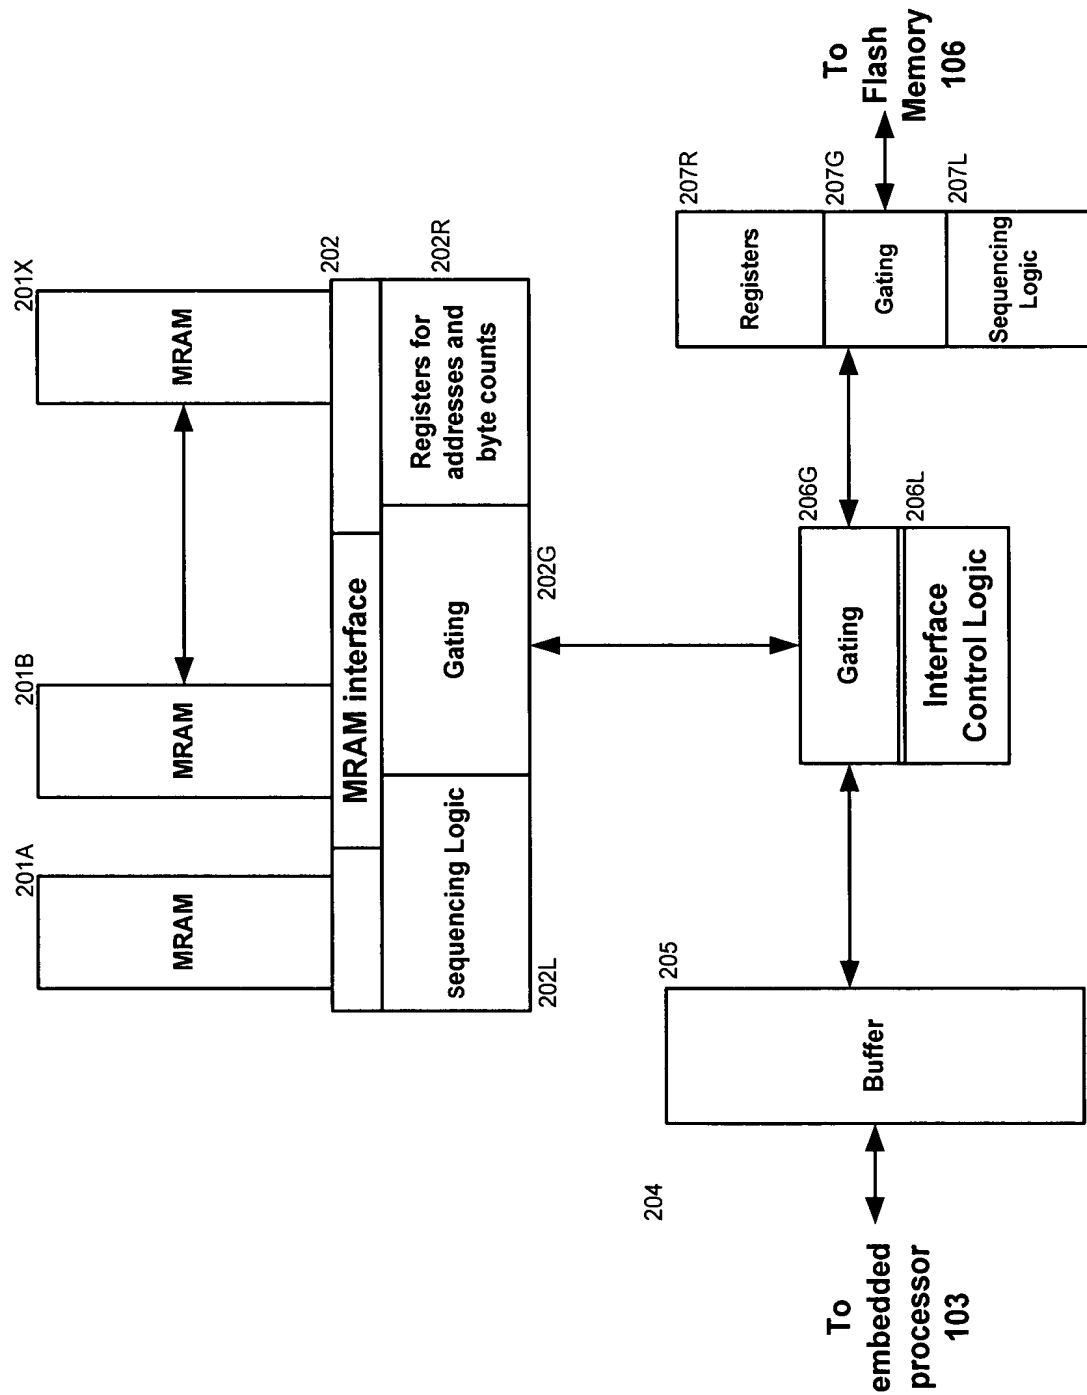 201A
201B
201X
MRAM
MRAM
MRAM
MRAM interface
202
sequencing Logic
Gating
Registers for
addresses and
byte counts
202R
202L
202G
204
205
206G
206L
207R
207G
207L
To
embedded
processor
103
Buffer
Gating
Interface
Control Logic
Registers
Gating
Sequencing
Logic
To
Flash
Memory
106